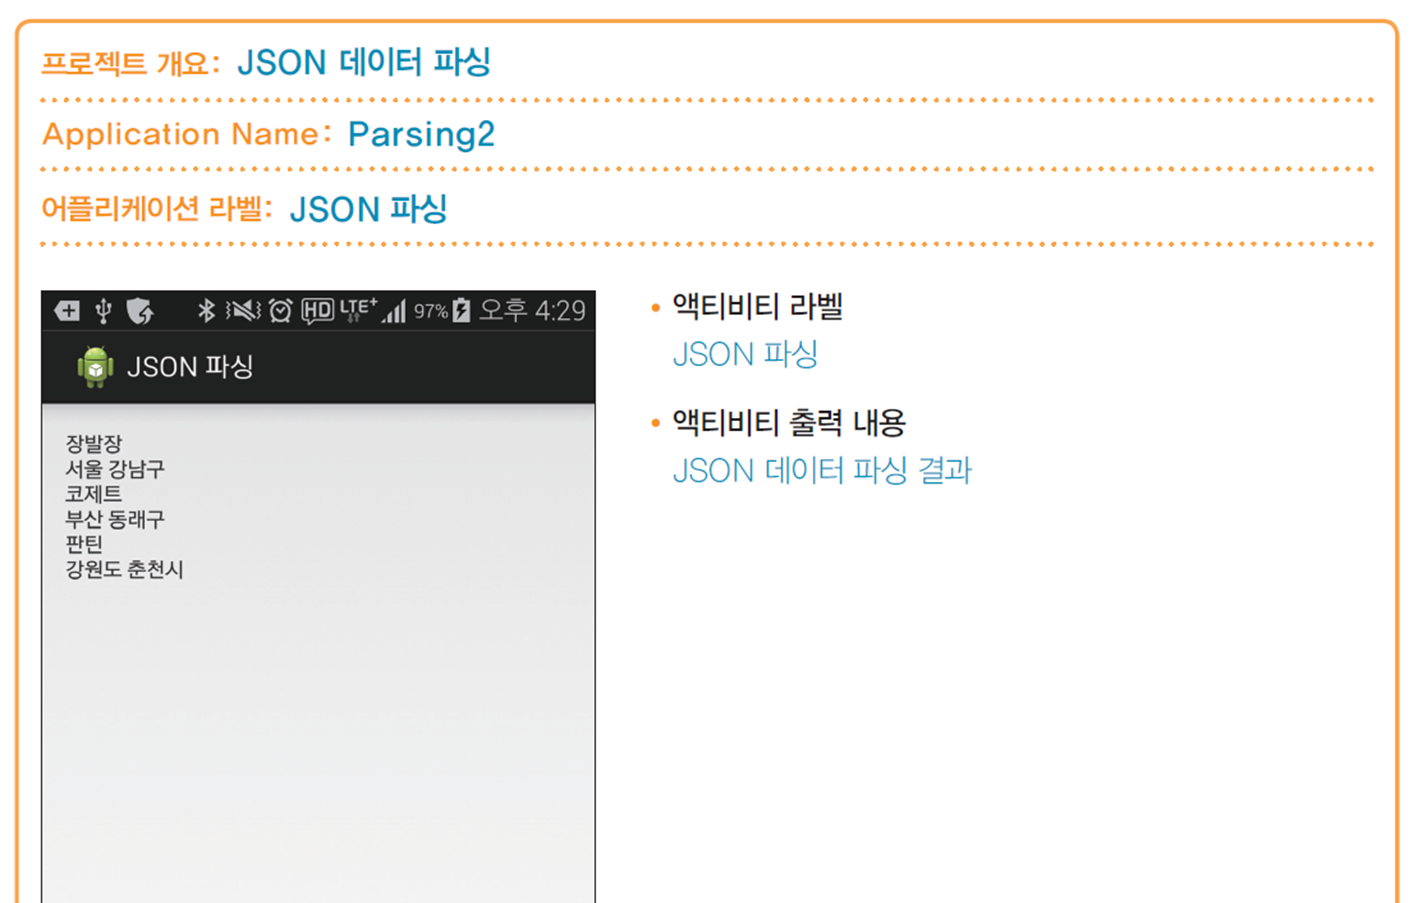 프로젝트 개요: JSON 데이터 파싱
Application Name: Parsing2
어플리케이션 라벨: JSON 파싱
HD LTE+ 97% 오후 4:29
JSON 파싱
장발장
서울 강남구
코제트
부산 동래구
판틴
강원도 춘천시
• 액티비티 라벨
JSON 파싱
• 액티비티 출력 내용
JSON 데이터 파싱 결과